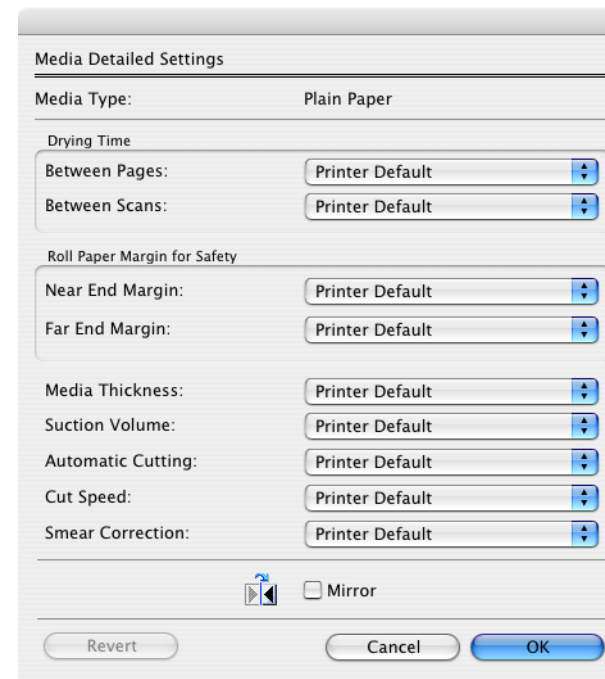 Media Detailed Settings
Media Type: Plain Paper
Drying Time
Between Pages: Printer Default
Between Scans: Printer Default
Roll Paper Margin for Safety
Near End Margin: Printer Default
Far End Margin: Printer Default
Media Thickness: Printer Default
Suction Volume: Printer Default
Automatic Cutting: Printer Default
Cut Speed: Printer Default
Smear Correction: Printer Default
Mirror
Revert Cancel OK